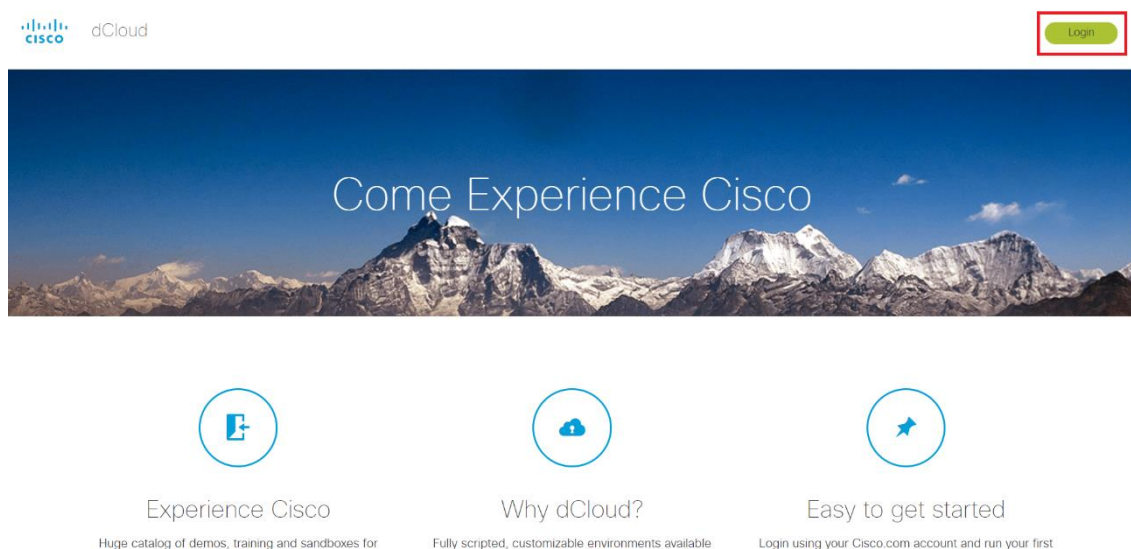 CISCO
dCloud
Login
Come Experience Cisco
Experience Cisco
Why dCloud?
Easy to get started
Huge catalog of demos, training and sandboxes for
Fully scripted, customizable environments available
Login using your Cisco.com account and run your first